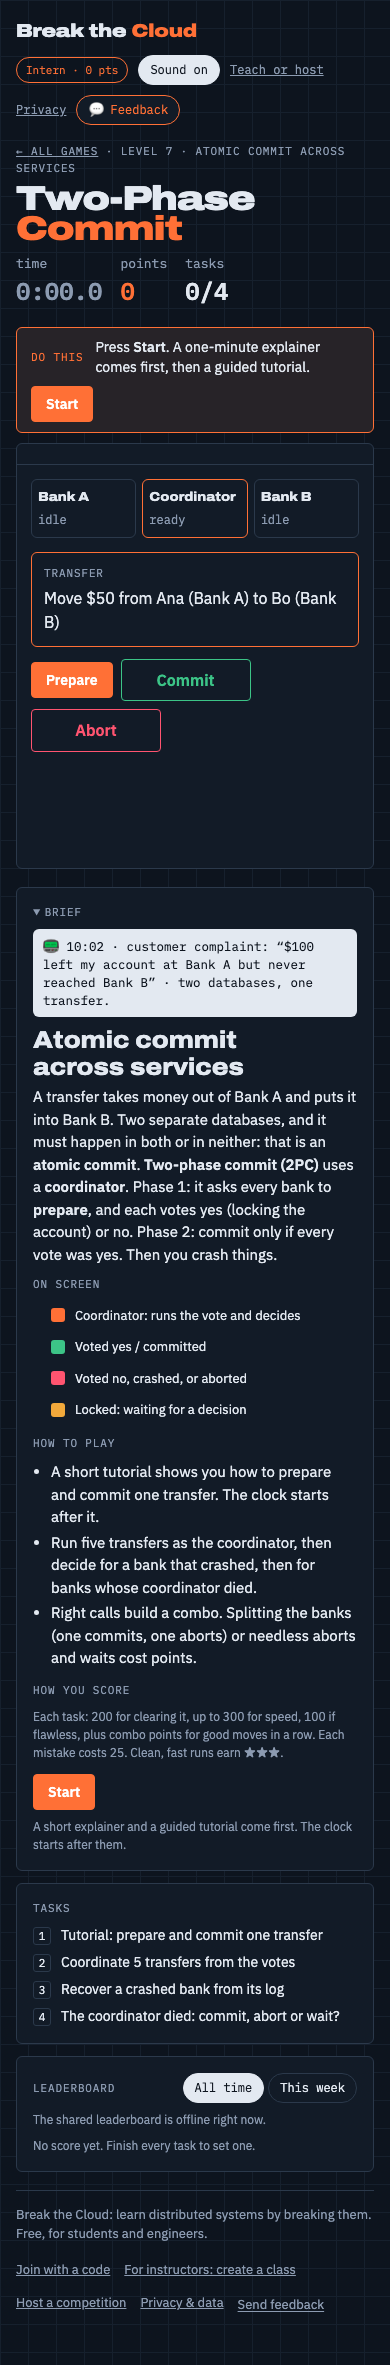 Break the Cloud
Intern · 0 pts
Sound on
Teach or host
Privacy
💬 Feedback
← ALL GAMES · LEVEL 7 · ATOMIC COMMIT ACROSS
SERVICES
Two-Phase
Commit
time points tasks
0:00.0 0 0/4
DO THIS
Press Start. A one-minute explainer
comes first, then a guided tutorial.
Start
Bank A Coordinator Bank B
idle ready idle
TRANSFER
Move $50 from Ana (Bank A) to Bo (Bank
B)
Prepare Commit
Abort
▼ BRIEF
📟 10:02 · customer complaint: “$100
left my account at Bank A but never
reached Bank B” · two databases, one
transfer.
Atomic commit
across services
A transfer takes money out of Bank A and puts it
into Bank B. Two separate databases, and it
must happen in both or in neither: that is an
atomic commit. Two-phase commit (2PC) uses
a coordinator. Phase 1: it asks every bank to
prepare, and each votes yes (locking the
account) or no. Phase 2: commit only if every
vote was yes. Then you crash things.
ON SCREEN
Coordinator: runs the vote and decides
Voted yes / committed
Voted no, crashed, or aborted
Locked: waiting for a decision
HOW TO PLAY
• A short tutorial shows you how to prepare
and commit one transfer. The clock starts
after it.
• Run five transfers as the coordinator, then
decide for a bank that crashed, then for
banks whose coordinator died.
• Right calls build a combo. Splitting the banks
(one commits, one aborts) or needless aborts
and waits cost points.
HOW YOU SCORE
Each task: 200 for clearing it, up to 300 for speed, 100 if
flawless, plus combo points for good moves in a row. Each
mistake costs 25. Clean, fast runs earn ★★★.
Start
A short explainer and a guided tutorial come first. The clock
starts after them.
TASKS
1 Tutorial: prepare and commit one transfer
2 Coordinate 5 transfers from the votes
3 Recover a crashed bank from its log
4 The coordinator died: commit, abort or wait?
LEADERBOARD
All time
This week
The shared leaderboard is offline right now.
No score yet. Finish every task to set one.
Break the Cloud: learn distributed systems by breaking them.
Free, for students and engineers.
Join with a code For instructors: create a class
Host a competition Privacy & data Send feedback